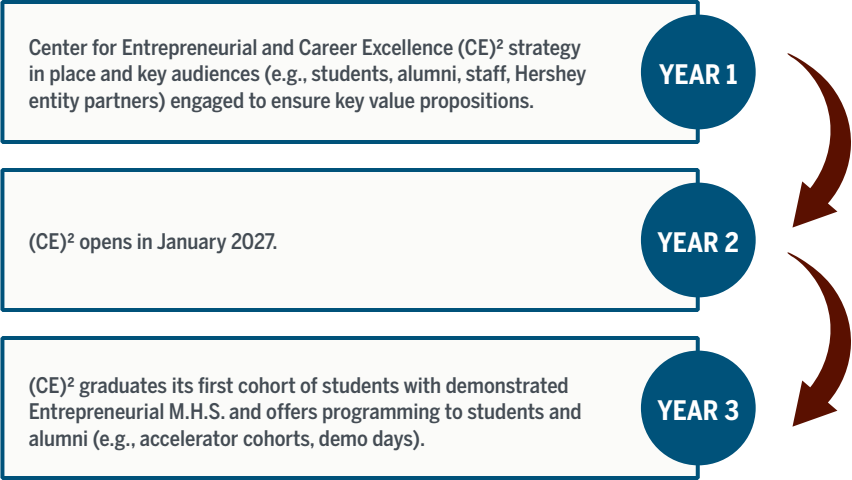 Center for Entrepreneurial and Career Excellence (CE)² strategy
in place and key audiences (e.g., students, alumni, staff, Hershey
entity partners) engaged to ensure key value propositions.
YEAR 1
(CE)² opens in January 2027.
YEAR 2
(CE)² graduates its first cohort of students with demonstrated
Entrepreneurial M.H.S. and offers programming to students and
alumni (e.g., accelerator cohorts, demo days).
YEAR 3